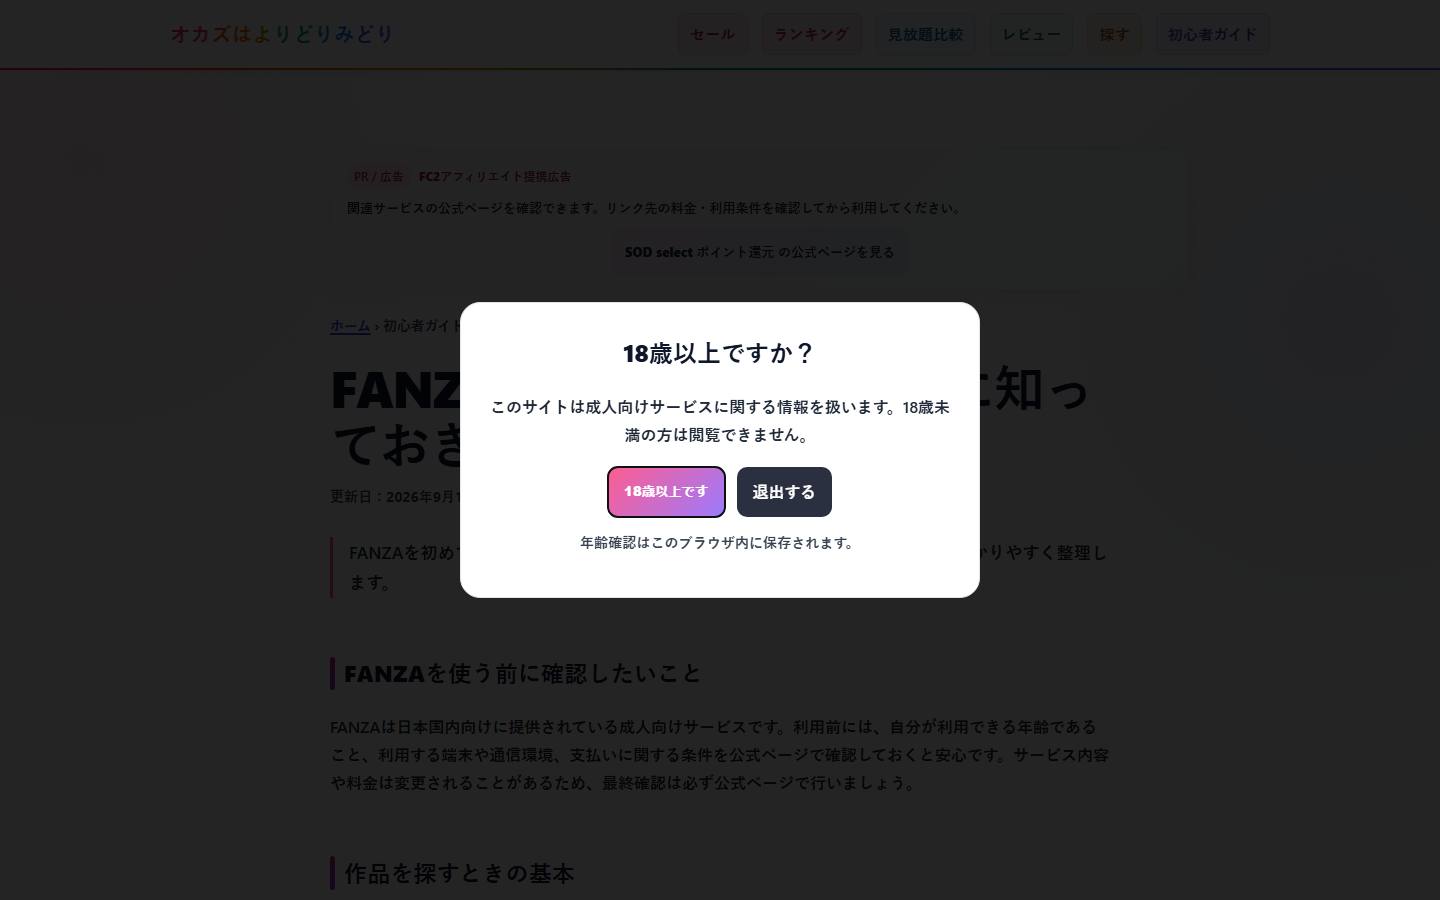 オカズはよりどりみどり
セール
ランキング
見放題比較
レビュー
探す
初心者ガイド
PR / 広告 FC2アフィリエイト提携広告
関連サービスの公式ページを確認できます。リンク先の料金・利用条件を確認してから利用してください。
SOD select ポイント還元 の公式ページを見る
ホーム › 初心者ガイド
FANZ
に知っ
ておき
更新日：2026年9月1
FANZAを初めて
かりやすく整理し
ます。
18歳以上ですか？
このサイトは成人向けサービスに関する情報を扱います。18歳未
満の方は閲覧できません。
18歳以上です
退出する
年齢確認はこのブラウザ内に保存されます。
FANZAを使う前に確認したいこと
FANZAは日本国内向けに提供されている成人向けサービスです。利用前には、自分が利用できる年齢である
こと、利用する端末や通信環境、支払いに関する条件を公式ページで確認しておくと安心です。サービス内容
や料金は変更されることがあるため、最終確認は必ず公式ページで行いましょう。
作品を探すときの基本